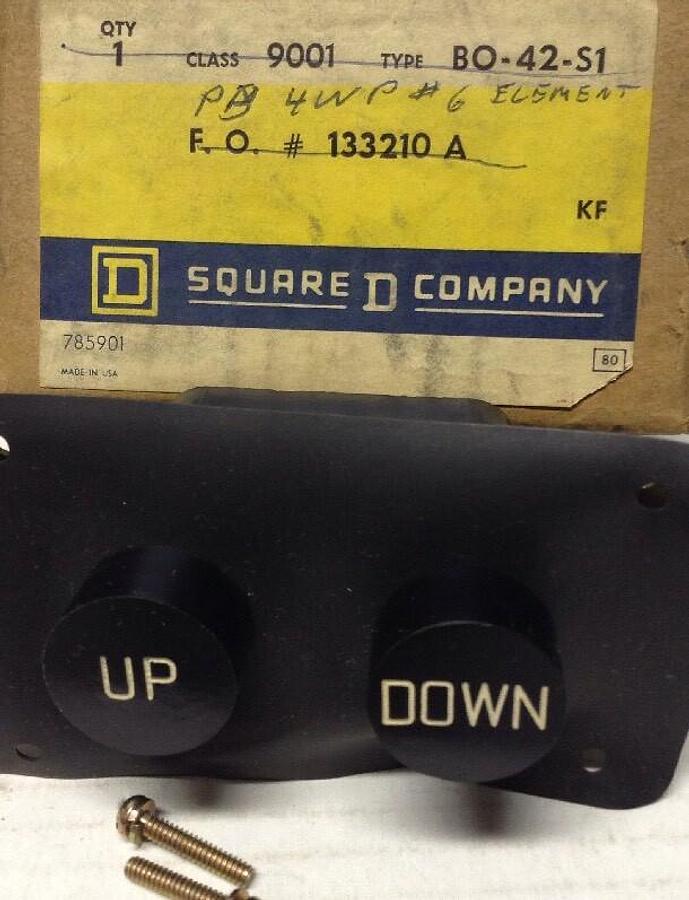 QTY
1 CLASS 9001 TYPE BO-42-S1
PB 4WP #6 ELEMENT
F. O. # 133210 A
KF
D SQUARE D COMPANY
785901
80
MADE IN USA
UP DOWN